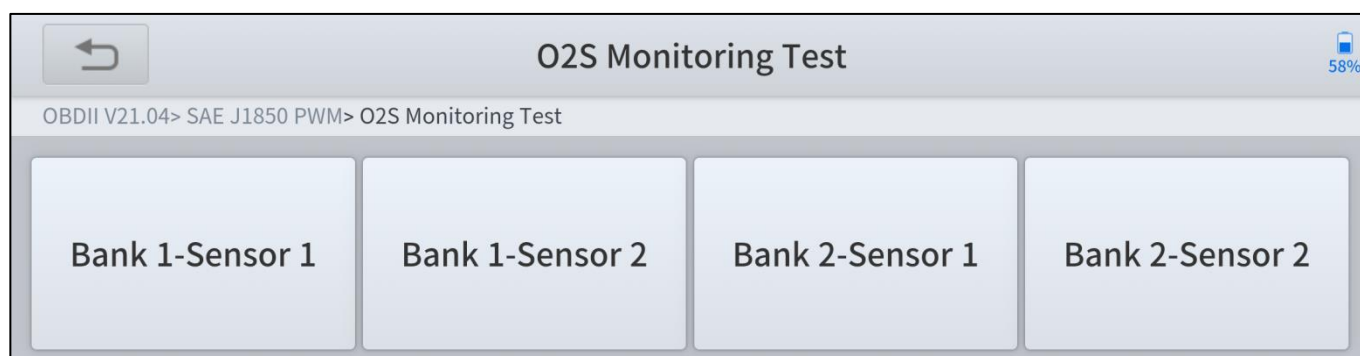 O2S Monitoring Test
58%
OBDII V21.04> SAE J1850 PWM> O2S Monitoring Test
Bank 1-Sensor 1 Bank 1-Sensor 2 Bank 2-Sensor 1 Bank 2-Sensor 2